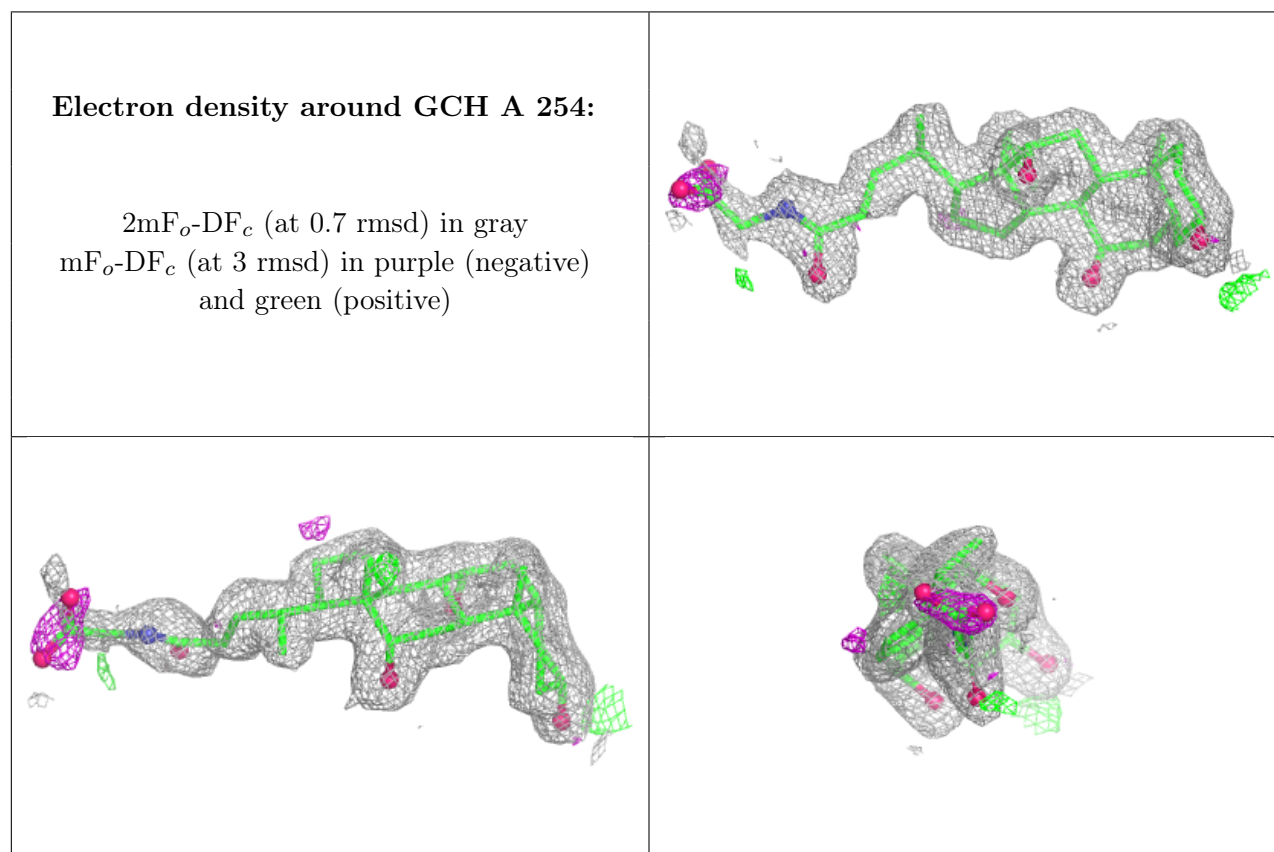 Electron density around GCH A 254:
2mFo-DFc (at 0.7 rmsd) in gray
mFo-DFc (at 3 rmsd) in purple (negative)
and green (positive)